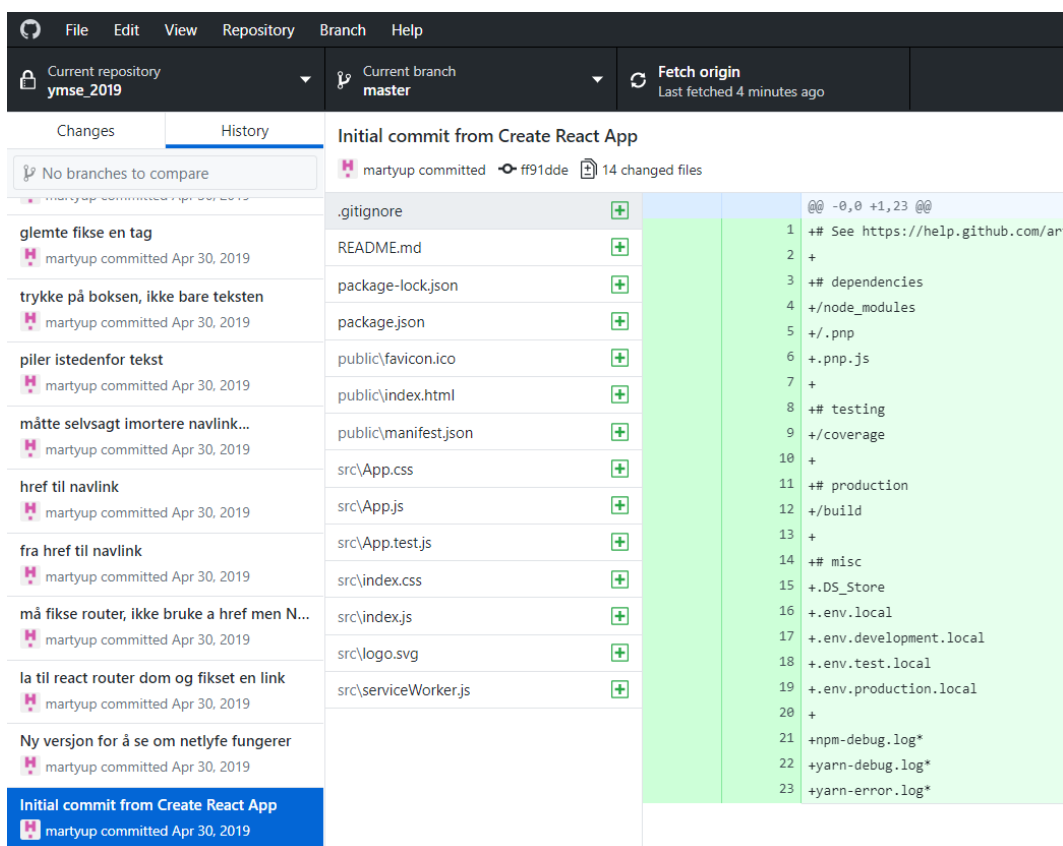 File Edit View Repository Branch Help
Current repository
ymse_2019
Current branch
master
Fetch origin
Last fetched 4 minutes ago
Changes History
No branches to compare
martyup committed Apr 30, 2019
glemte fikse en tag
martyup committed Apr 30, 2019
trykke på boksen, ikke bare teksten
martyup committed Apr 30, 2019
piler istedenfor tekst
martyup committed Apr 30, 2019
måtte selvsagt imortere navlink...
martyup committed Apr 30, 2019
href til navlink
martyup committed Apr 30, 2019
fra href til navlink
martyup committed Apr 30, 2019
må fikse router, ikke bruke a href men N...
martyup committed Apr 30, 2019
la til react router dom og fikset en link
martyup committed Apr 30, 2019
Ny versjon for å se om netlyfe fungerer
martyup committed Apr 30, 2019
Initial commit from Create React App
martyup committed Apr 30, 2019
Initial commit from Create React App
martyup committed ff91dde 14 changed files
.gitignore
README.md
package-lock.json
package.json
public\favicon.ico
public\index.html
public\manifest.json
src\App.css
src\App.js
src\App.test.js
src\index.css
src\index.js
src\logo.svg
src\serviceWorker.js
@@ -0,0 +1,23 @@
1 +# See https://help.github.com/ar
2 +
3 +# dependencies
4 +/node_modules
5 +/.pnp
6 +.pnp.js
7 +
8 +# testing
9 +/coverage
10 +
11 +# production
12 +/build
13 +
14 +# misc
15 +.DS_Store
16 +.env.local
17 +.env.development.local
18 +.env.test.local
19 +.env.production.local
20 +
21 +npm-debug.log*
22 +yarn-debug.log*
23 +yarn-error.log*